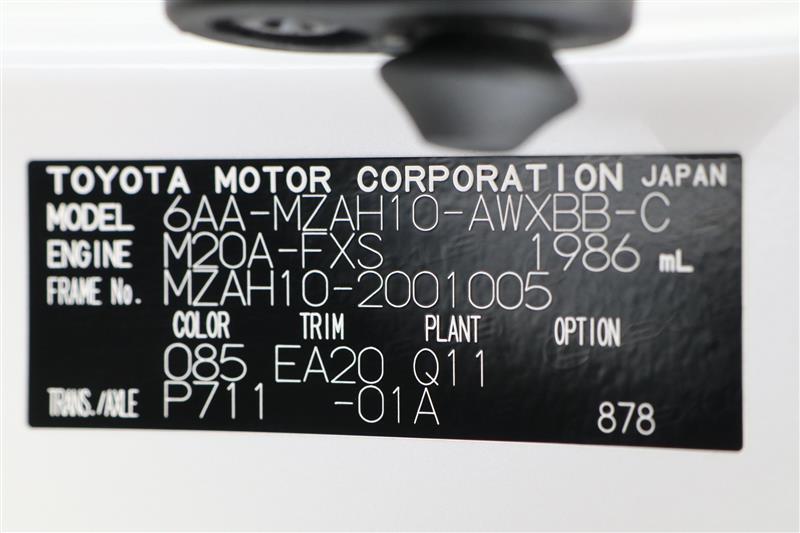 TOYOTA MOTOR CORPORATION JAPAN
MODEL 6AA-MZAH10-AWXBB-C
ENGINE M20A-FXS 1986 mL
FRAME No. MZAH10-2001005
COLOR TRIM PLANT OPTION
085 EA20 Q11
TRANS./AXLE P711 -01A 878